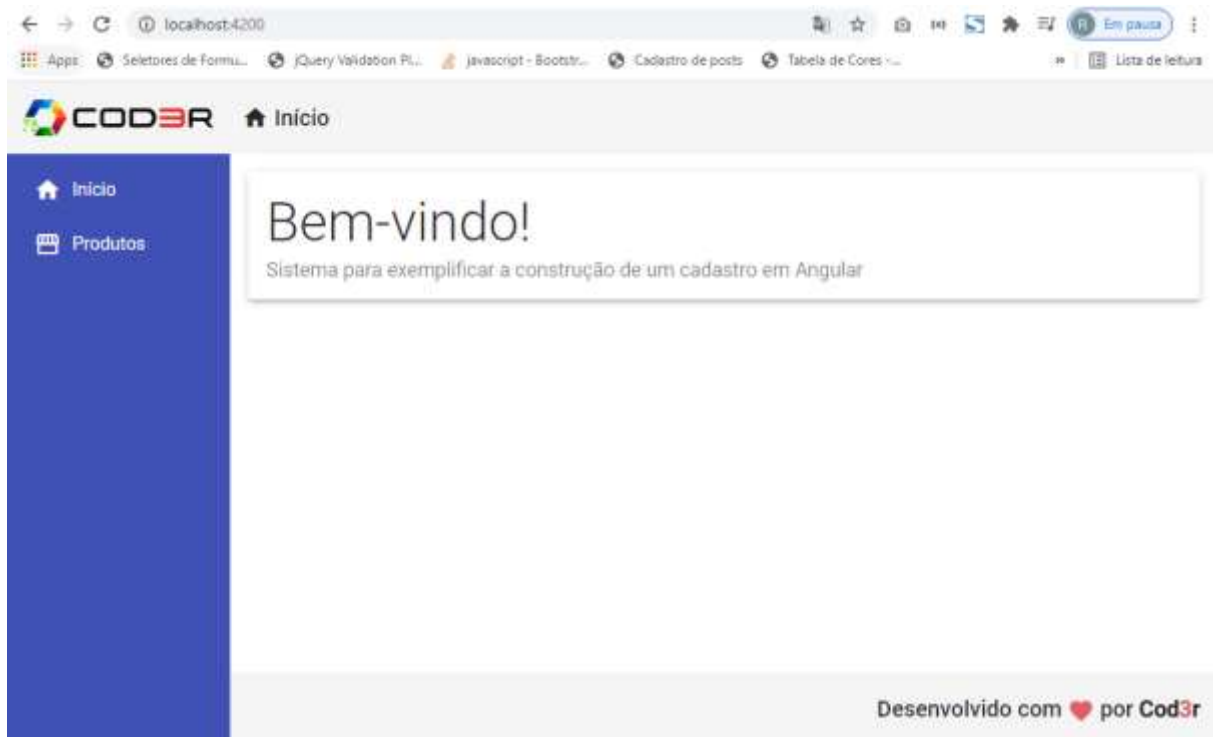 localhost:4200
Em pausa
Apps
Seletores de Formu...
jQuery Validation Pl...
javascript - Bootstr...
Cadastro de posts
Tabela de Cores -...
»
Lista de leitura
COD3R
Início
Início
Produtos
Bem-vindo!
Sistema para exemplificar a construção de um cadastro em Angular
Desenvolvido com ❤ por Cod3r